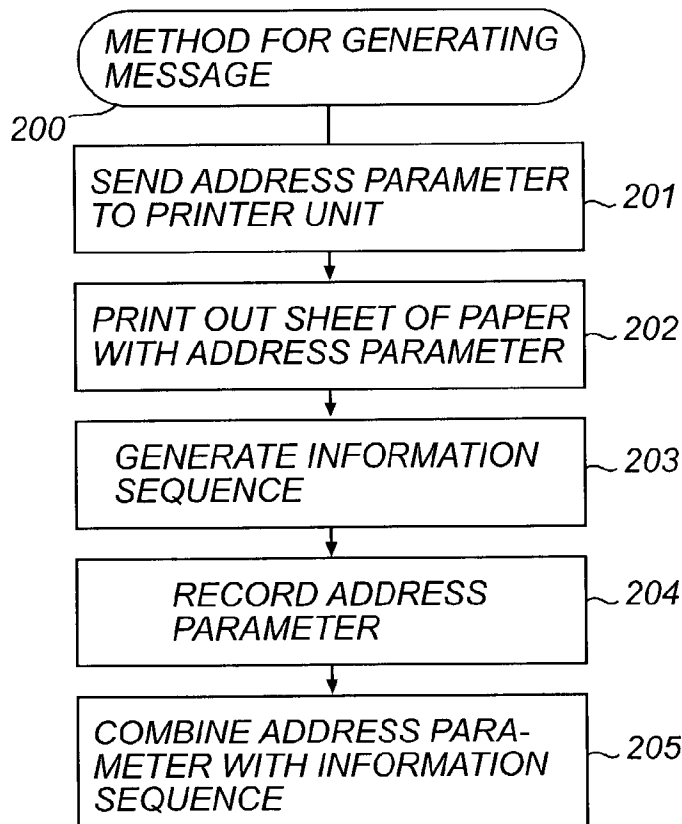 METHOD FOR GENERATING
MESSAGE
200
SEND ADDRESS PARAMETER
TO PRINTER UNIT
201
PRINT OUT SHEET OF PAPER
WITH ADDRESS PARAMETER
202
GENERATE INFORMATION
SEQUENCE
203
RECORD ADDRESS
PARAMETER
204
COMBINE ADDRESS PARA-
METER WITH INFORMATION
SEQUENCE
205